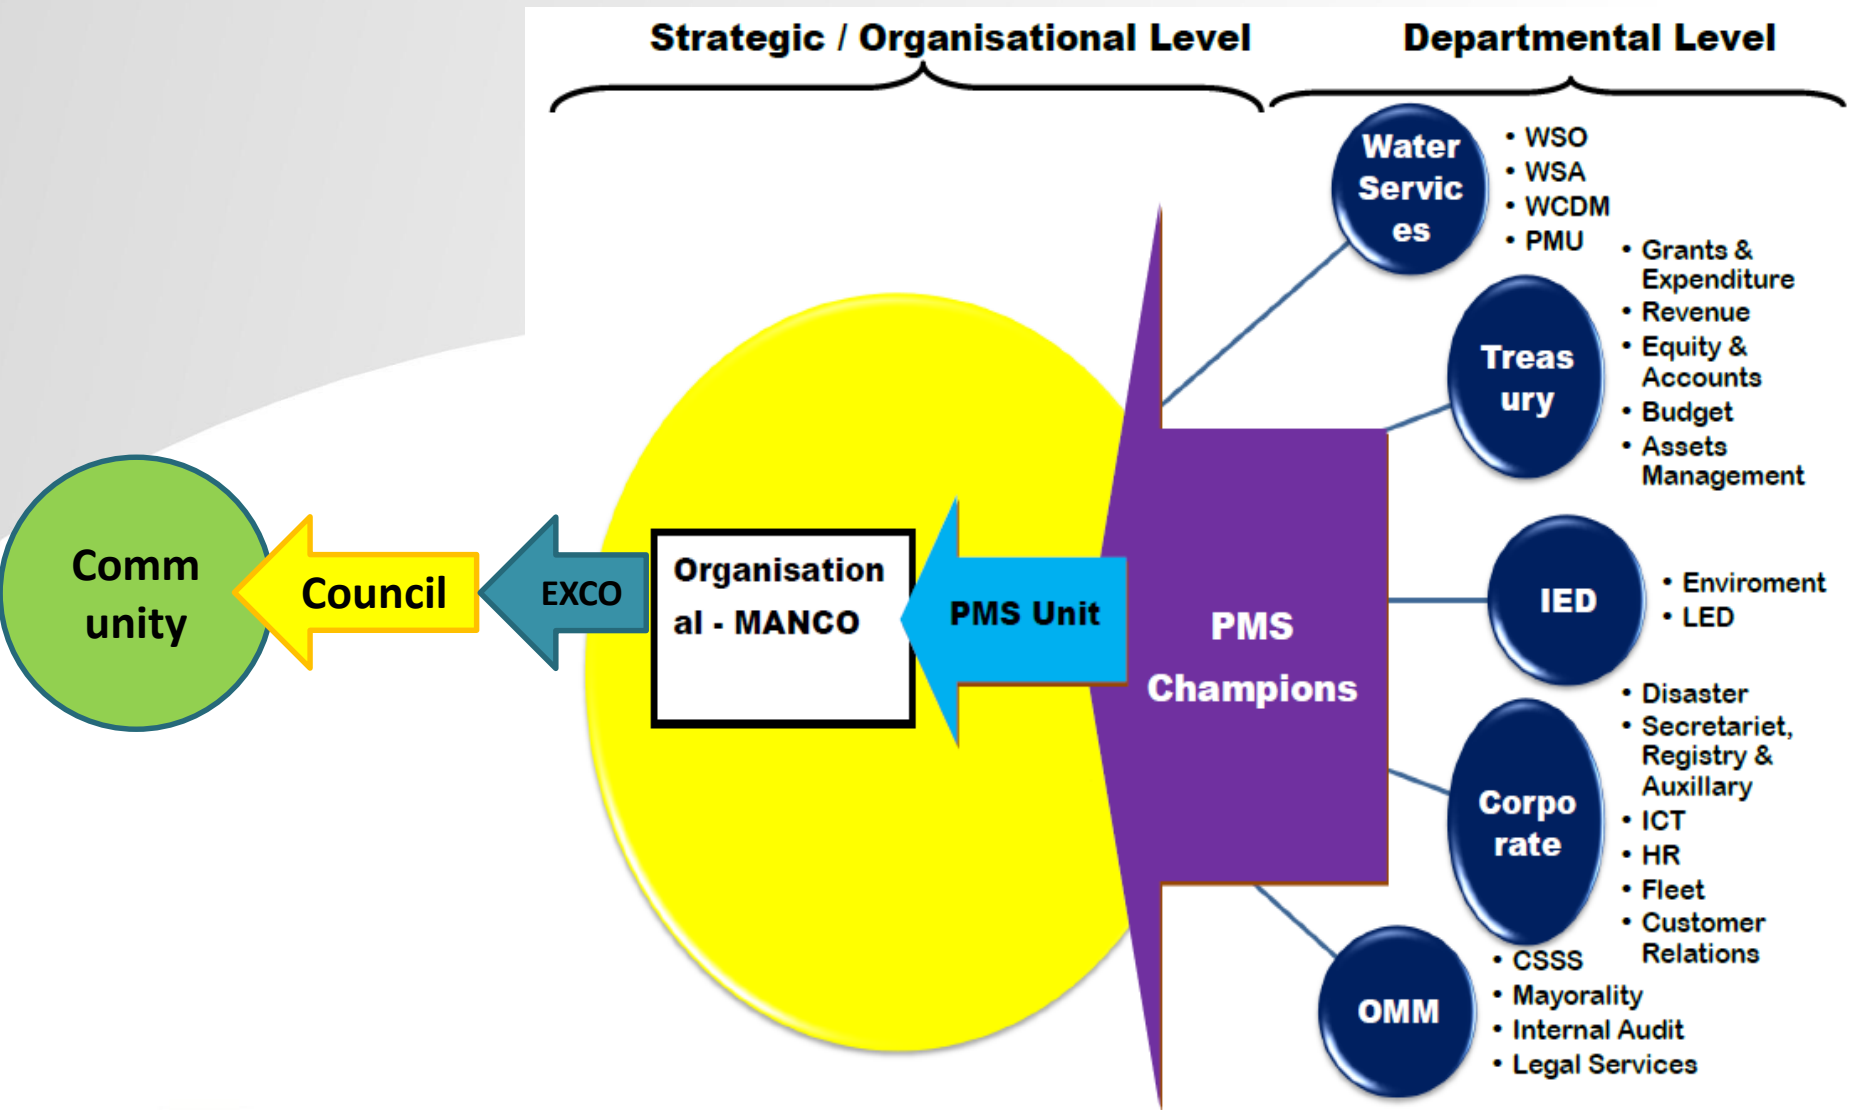 Strategic / Organisational Level
Departmental Level
Comm
unity
Council
EXCO
Organisation
al - MANCO
PMS Unit
PMS
Champions
Water
Servic
es
• WSO
• WSA
• WCDM
• PMU
Treas
ury
• Grants &
Expenditure
• Revenue
• Equity &
Accounts
• Budget
• Assets
Management
IED
• Enviroment
• LED
Corpo
rate
• Disaster
• Secretariet,
Registry &
Auxillary
• ICT
• HR
• Fleet
• Customer
Relations
OMM
• CSSS
• Mayorality
• Internal Audit
• Legal Services